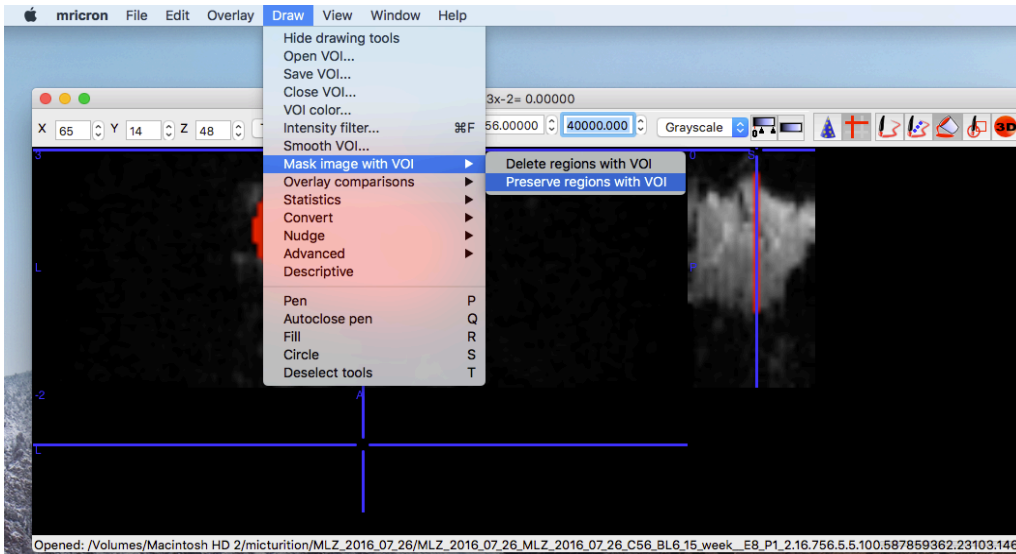 mricron File Edit Overlay Draw View Window Help
Hide drawing tools
Open VOI...
Save VOI...
Close VOI...
VOI color...
Intensity filter... ⌘F
Smooth VOI...
Mask image with VOI ▶
Overlay comparisons ▶
Statistics ▶
Convert ▶
Nudge ▶
Advanced ▶
Descriptive
Pen P
Autoclose pen Q
Fill R
Circle S
Deselect tools T
Delete regions with VOI
Preserve regions with VOI
3x-2= 0.00000
X 65 Y 14 Z 48 56.00000 40000.000 Grayscale 3D
3
L
0
S
-2
A
L
Opened: /Volumes/Macintosh HD 2/micturition/MLZ_2016_07_26/MLZ_2016_07_26_MLZ_2016_07_26_C56_BL6_15_week__E8_P1_2.16.756.5.5.100.587859362.23103.146